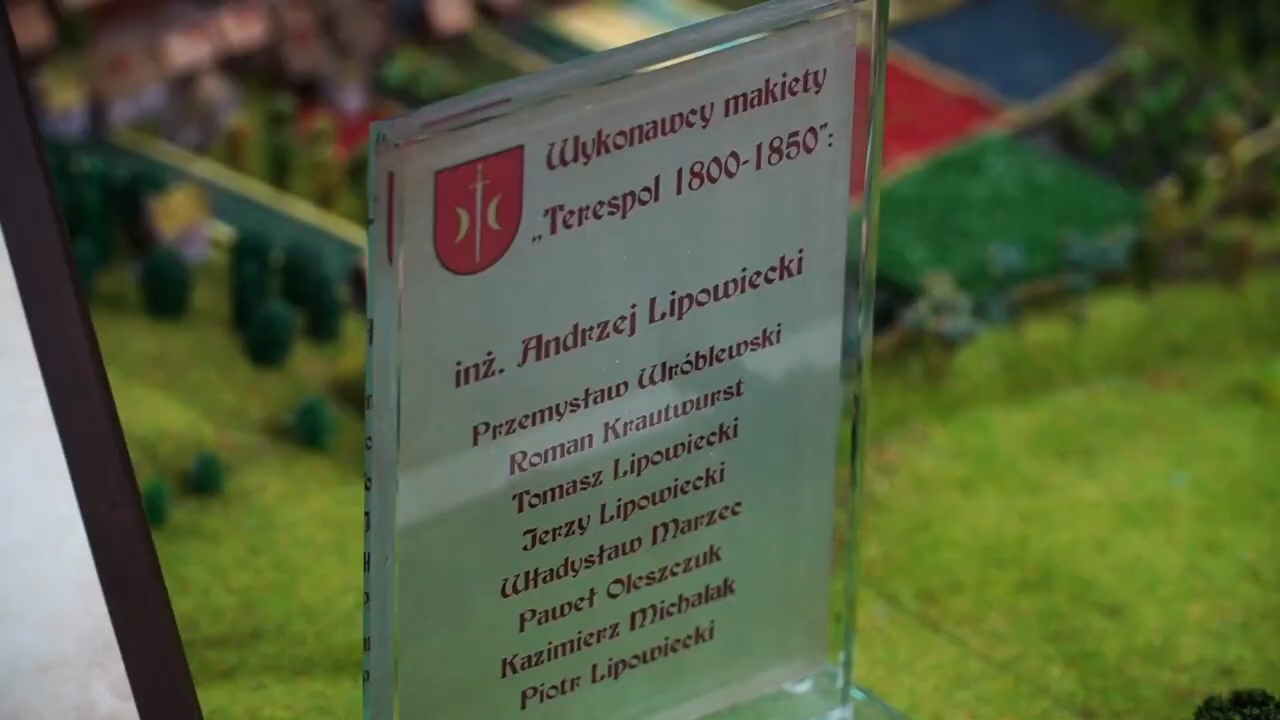 Wykonawcy makiety
„Terespol 1800-1850”:
inż. Andrzej Lipowiecki
Przemysław Wróblewski
Roman Krautwurst
Tomasz Lipowiecki
Jerzy Lipowiecki
Władysław Marzec
Paweł Oleszczuk
Kazimierz Michalak
Piotr Lipowiecki